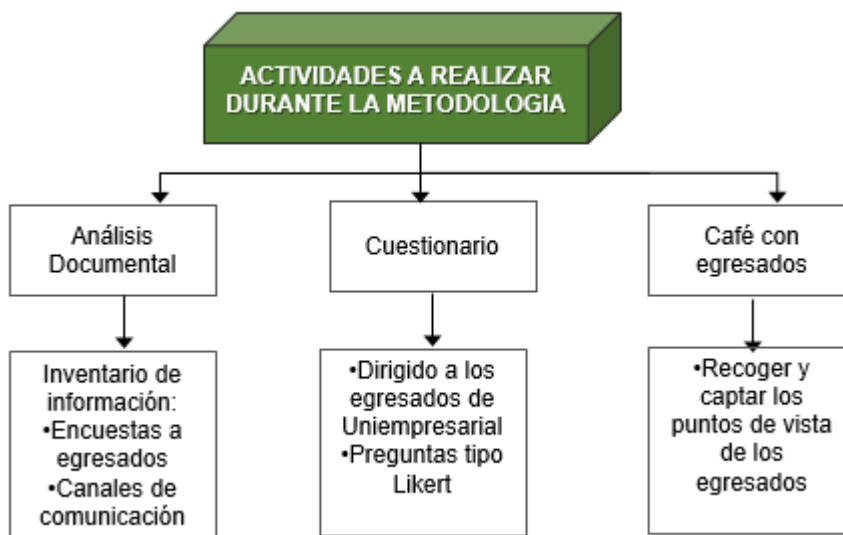 ACTIVIDADES A REALIZAR
DURANTE LA METODOLOGIA
Análisis
Documental
Cuestionario
Café con
egresados
Inventario de
información:
•Encuestas a
egresados
•Canales de
comunicación
•Dirigido a los
egresados de
Uniempresarial
•Preguntas tipo
Likert
•Recoger y
captar los
puntos de vista
de los
egresados